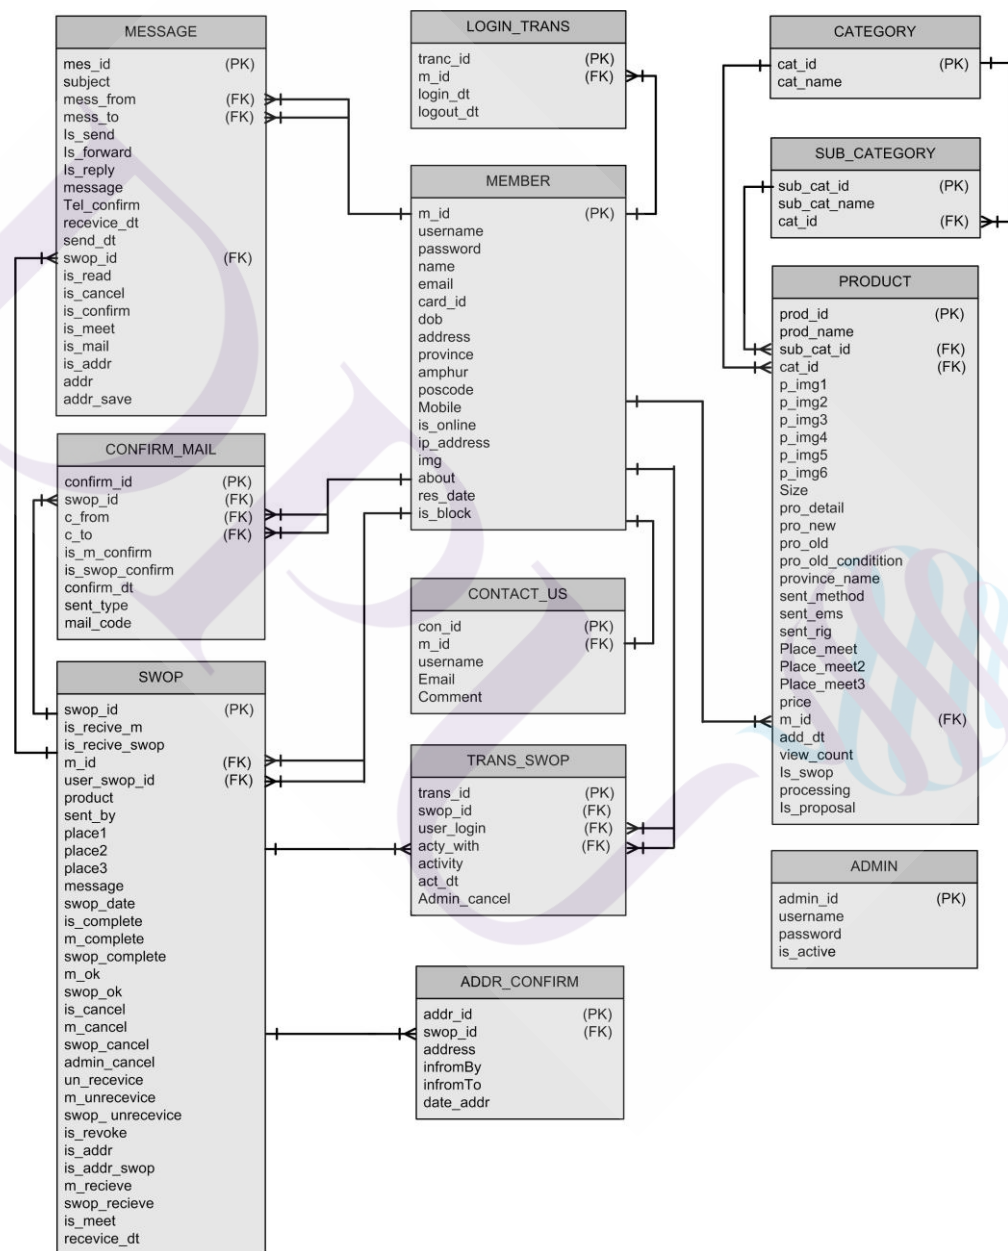 MESSAGE
mes_id (PK)
subject
mess_from (FK)
mess_to (FK)
Is_send
Is_forward
Is_reply
message
Tel_confirm
recevice_dt
send_dt
swop_id (FK)
is_read
is_cancel
is_confirm
is_meet
is_mail
is_addr
addr
addr_save
CONFIRM_MAIL
confirm_id (PK)
swop_id (FK)
c_from (FK)
c_to (FK)
is_m_confirm
is_swop_confirm
confirm_dt
sent_type
mail_code
SWOP
swop_id (PK)
is_recive_m
is_recive_swop
m_id (FK)
user_swop_id (FK)
product
sent_by
place1
place2
place3
message
swop_date
is_complete
m_complete
swop_complete
m_ok
swop_ok
is_cancel
m_cancel
swop_cancel
admin_cancel
un_recevice
m_unrecevice
swop_ unrecevice
is_revoke
is_addr
is_addr_swop
m_recieve
swop_recieve
is_meet
recevice_dt
LOGIN_TRANS
tranc_id (PK)
m_id (FK)
login_dt
logout_dt
MEMBER
m_id (PK)
username
password
name
email
card_id
dob
address
province
amphur
poscode
Mobile
is_online
ip_address
img
about
res_date
is_block
CONTACT_US
con_id (PK)
m_id (FK)
username
Email
Comment
TRANS_SWOP
trans_id (PK)
swop_id (FK)
user_login (FK)
acty_with (FK)
activity
act_dt
Admin_cancel
ADDR_CONFIRM
addr_id (PK)
swop_id (FK)
address
infromBy
infromTo
date_addr
CATEGORY
cat_id (PK)
cat_name
SUB_CATEGORY
sub_cat_id (PK)
sub_cat_name
cat_id (FK)
PRODUCT
prod_id (PK)
prod_name
sub_cat_id (FK)
cat_id (FK)
p_img1
p_img2
p_img3
p_img4
p_img5
p_img6
Size
pro_detail
pro_new
pro_old
pro_old_conditition
province_name
sent_method
sent_ems
sent_rig
Place_meet
Place_meet2
Place_meet3
price
m_id (FK)
add_dt
view_count
Is_swop
processing
Is_proposal
ADMIN
admin_id (PK)
username
password
is_active
DPU